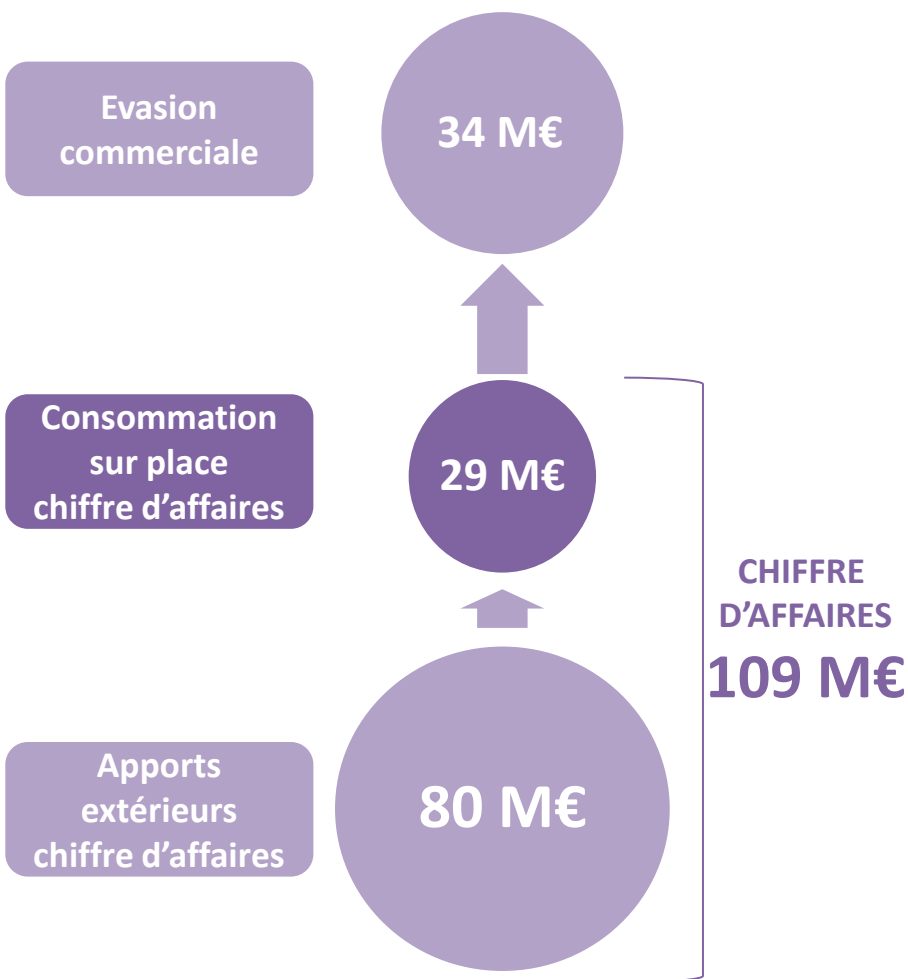 Evasion
commerciale
34 M€
Consommation
sur place
chiffre d’affaires
29 M€
CHIFFRE
D’AFFAIRES
109 M€
Apports
extérieurs
chiffre d’affaires
80 M€